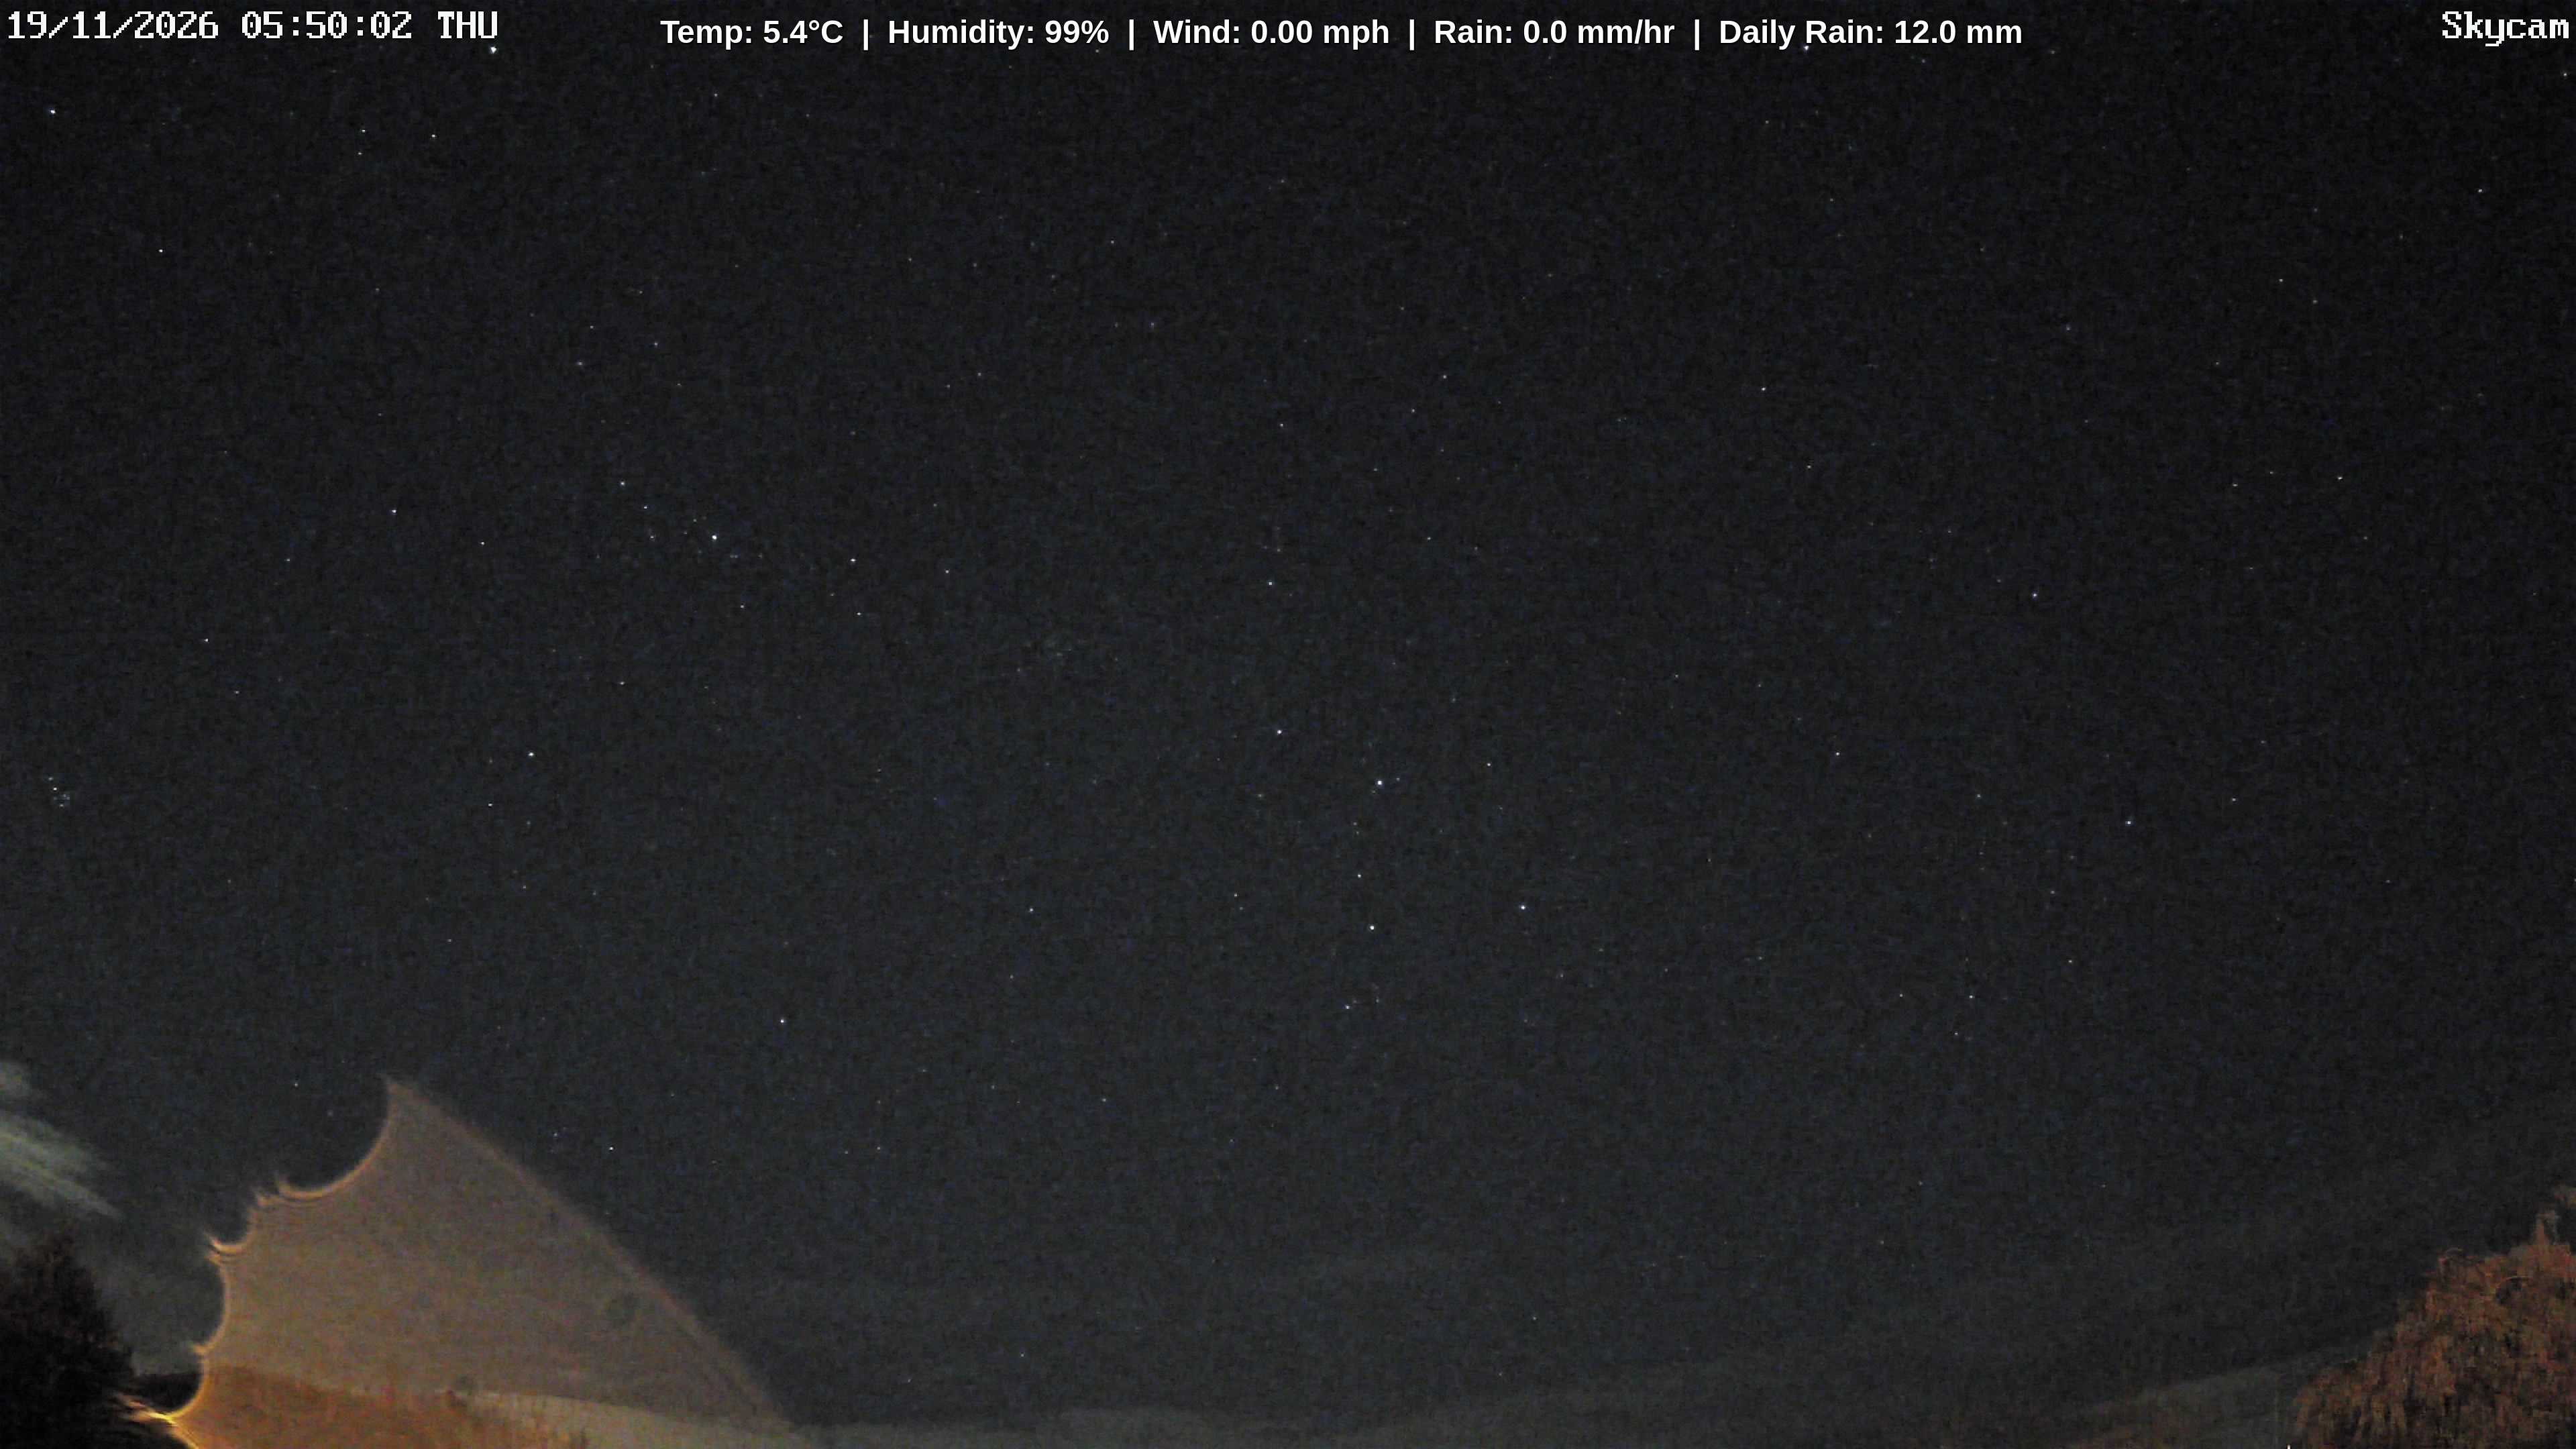 19/11/2026 05:50:02 THU
Temp: 5.4°C | Humidity: 99% | Wind: 0.00 mph | Rain: 0.0 mm/hr | Daily Rain: 12.0 mm
Skycam